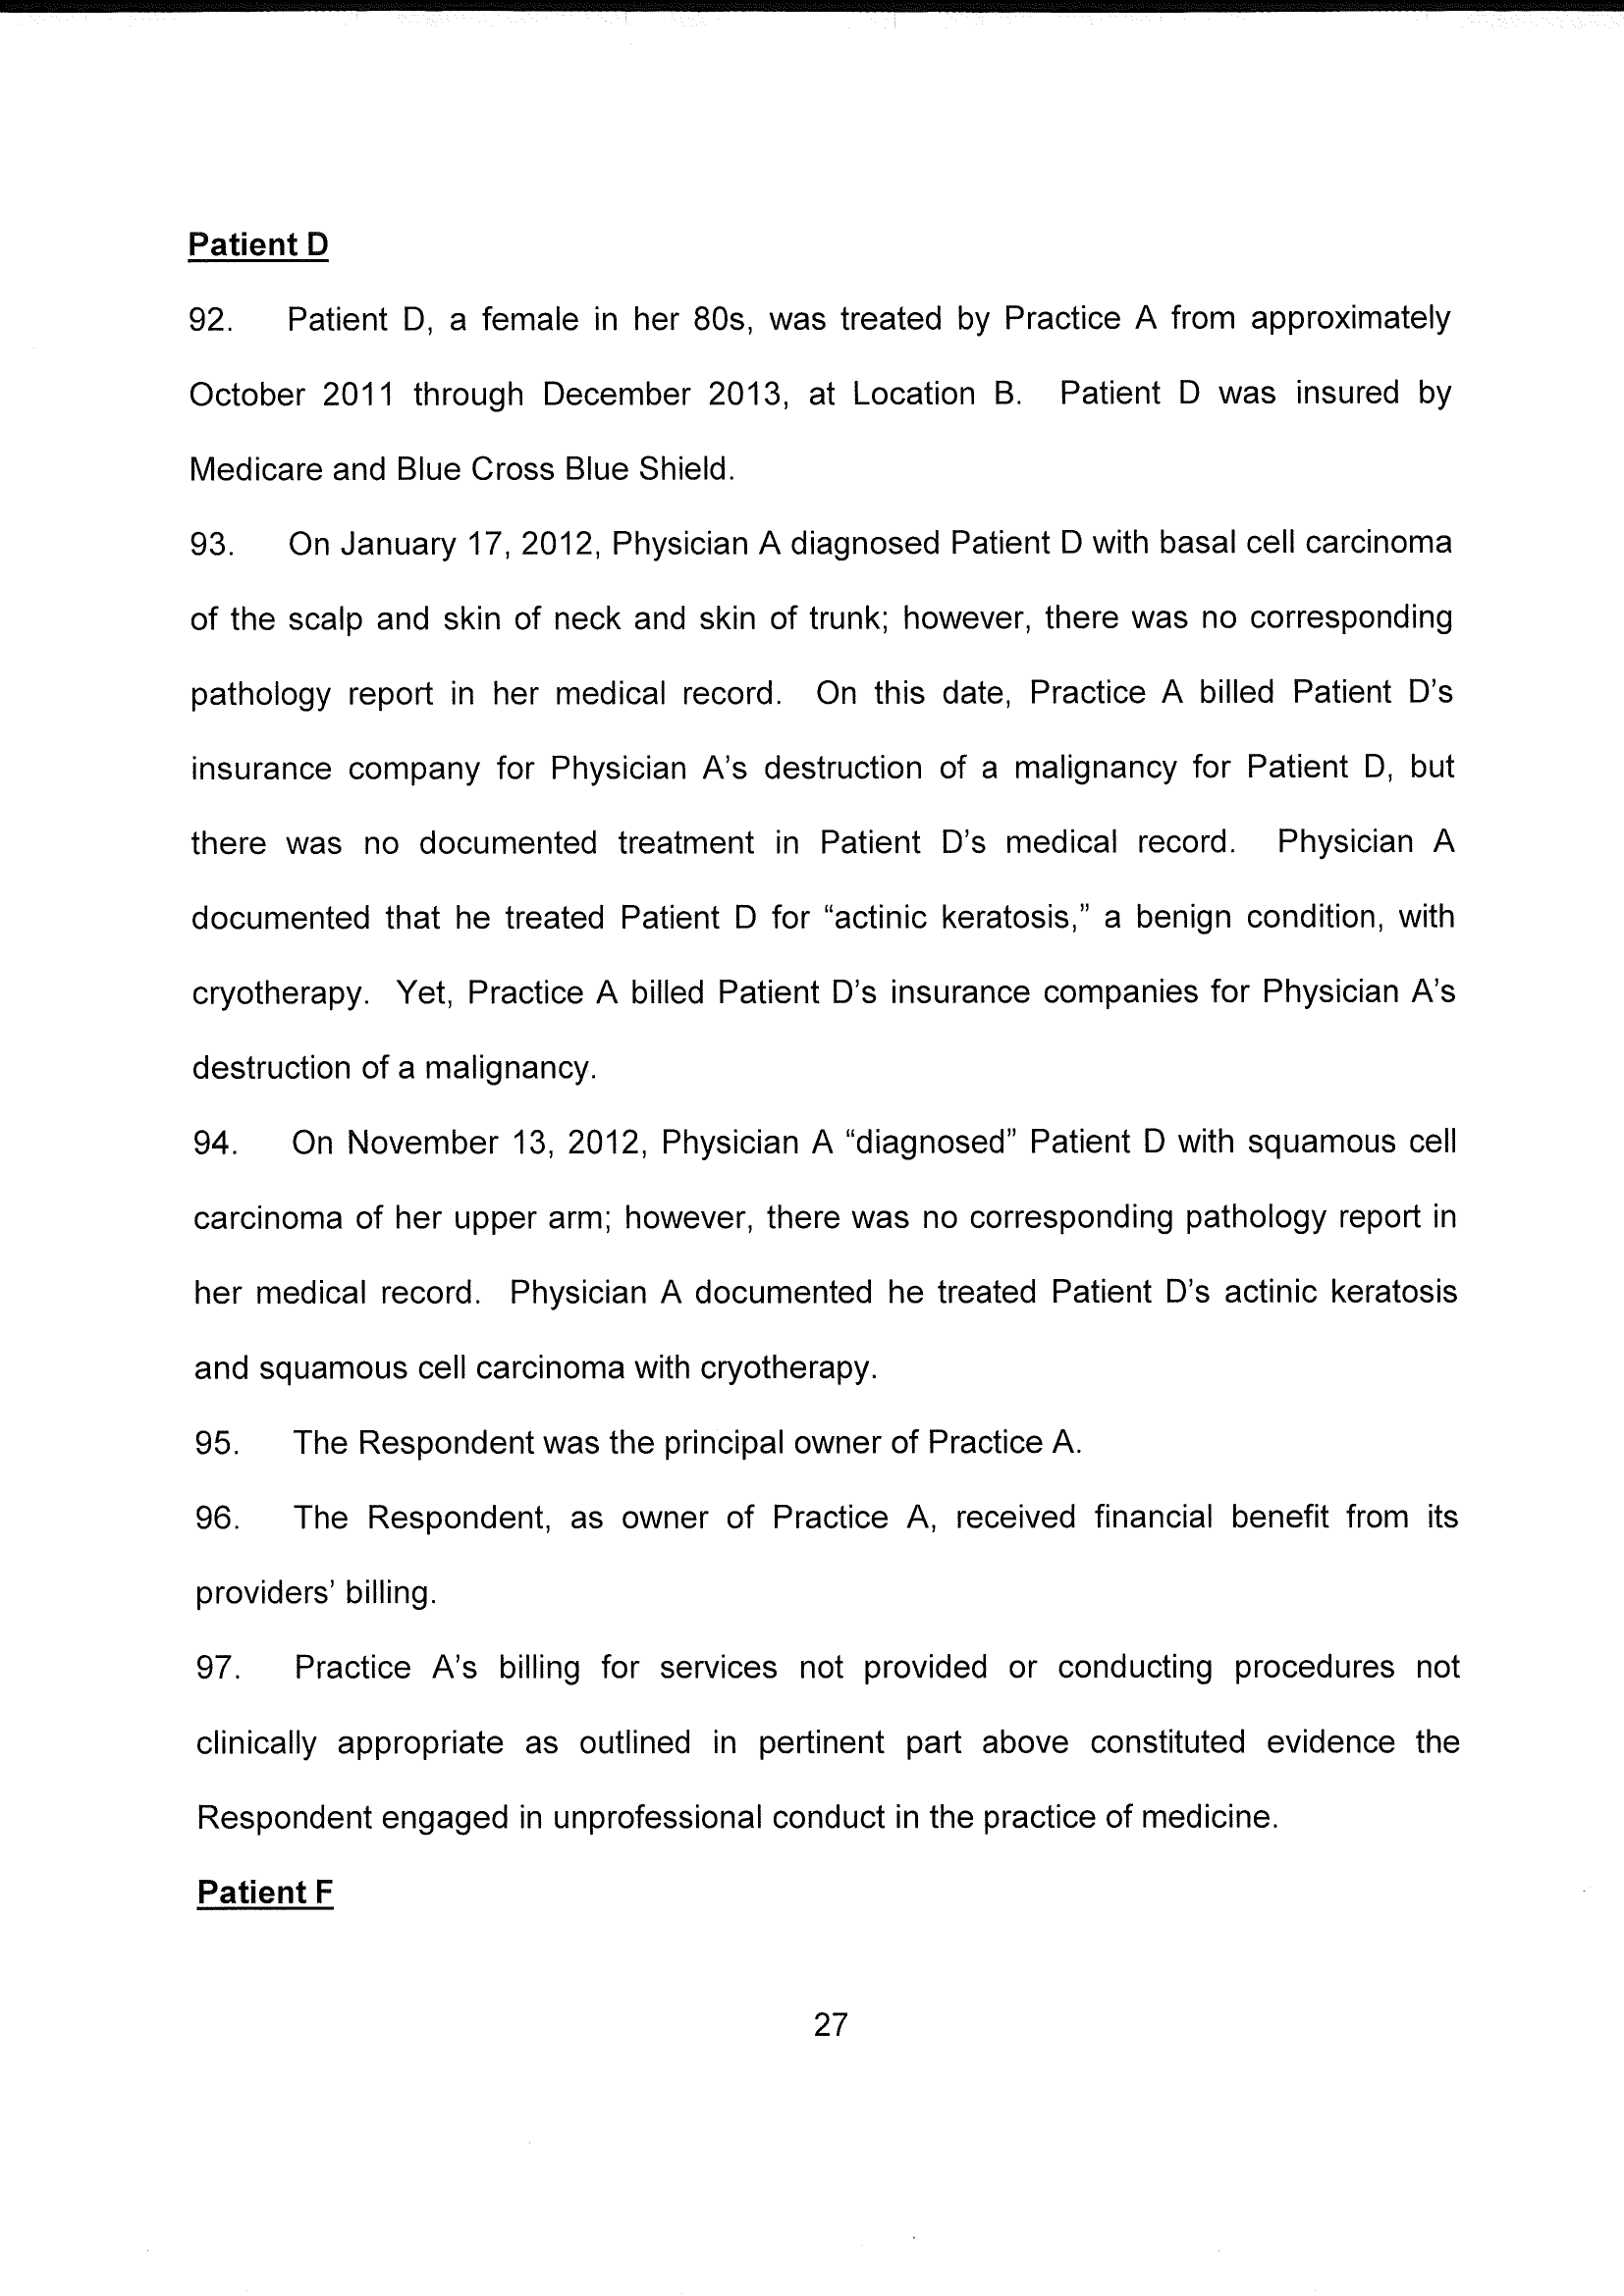 Patient D
92. Patient D, a female in her 80s, was treated by Practice A from approximately
October 2011 through December 2013, at Location B. Patient D was insured by
Medicare and Blue Cross Blue Shield.
93. On January 17, 2012, Physician A diagnosed Patient D with basal cell carcinoma
of the scalp and skin of neck and skin of trunk; however, there was no corresponding
pathology report in her medical record. On this date, Practice A billed Patient D’s
insurance company for Physician A’s destruction of a malignancy for Patient D, but
there was no documented treatment in Patient D’s medical record. Physician A
documented that he treated Patient D for “actinic keratosis,” a benign condition, with
cryotherapy. Yet, Practice A billed Patient D’s insurance companies for Physician A’s
destruction of a malignancy.
94. On November 13, 2012, Physician A “diagnosed” Patient D with squamous cell
carcinoma of her upper arm; however, there was no corresponding pathology report in
her medical record. Physician A documented he treated Patient D’s actinic keratosis
and squamous cell carcinoma with cryotherapy.
95. The Respondent was the principal owner of Practice A.
96. The Respondent, as owner of Practice A, received financial benefit from its
providers’ billing.
97. Practice A’s billing for services not provided or conducting procedures not
clinically appropriate as outlined in pertinent part above constituted evidence the
Respondent engaged in unprofessional conduct in the practice of medicine.
Patient F
27